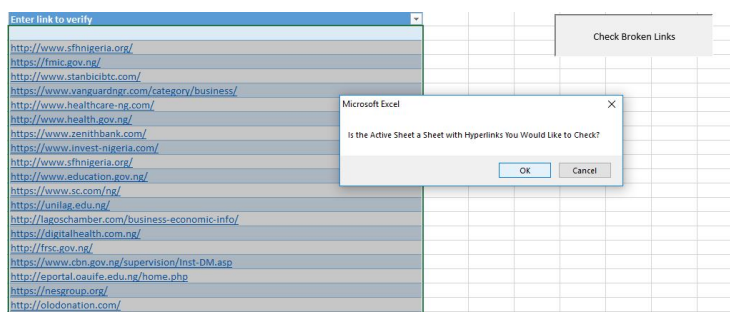 Enter link to verify
Check Broken Links
http://www.sfhnigeria.org/
https://fmic.gov.ng/
http://www.stanbicibtc.com/
https://www.vanguardngr.com/category/business/
http://www.healthcare-ng.com/
http://www.health.gov.ng/
https://www.zenithbank.com/
https://www.invest-nigeria.com/
http://www.sfhnigeria.org/
http://www.education.gov.ng/
https://www.sc.com/ng/
https://unilag.edu.ng/
http://lagoschamber.com/business-economic-info/
https://digitalhealth.com.ng/
http://frsc.gov.ng/
https://www.cbn.gov.ng/supervision/Inst-DM.asp
http://eportal.oauife.edu.ng/home.php
https://nesgroup.org/
http://olodonation.com/
Microsoft Excel
Is the Active Sheet a Sheet with Hyperlinks You Would Like to Check?
OK
Cancel